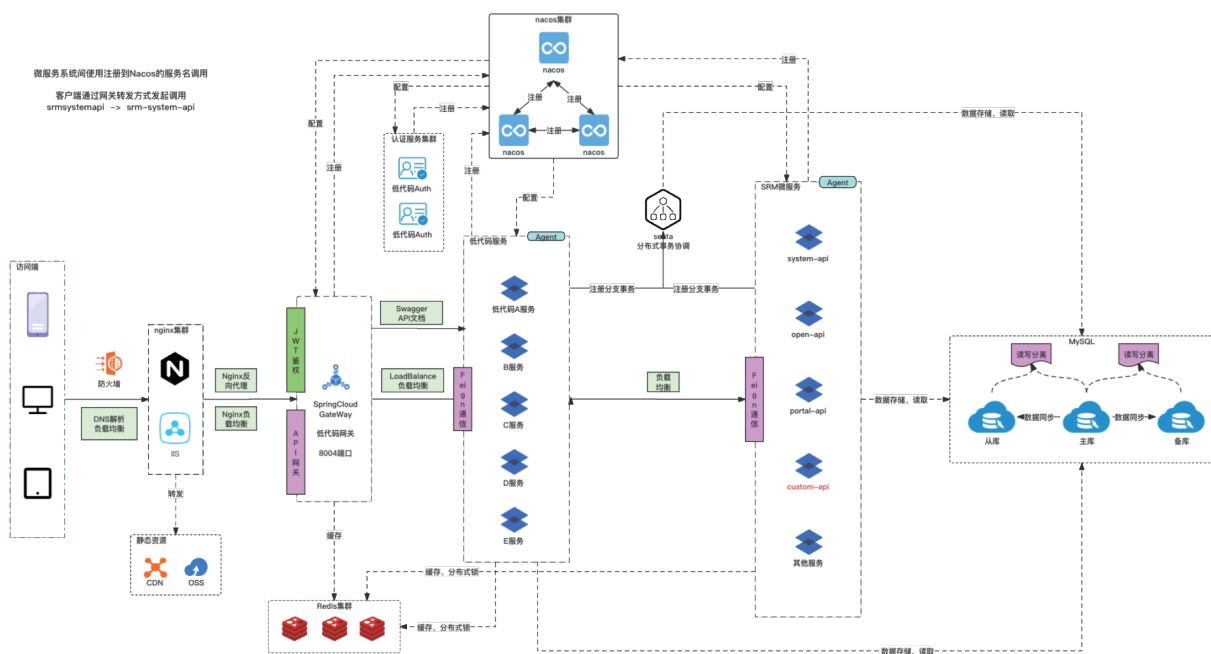 nacos集群
nacos
注册
注册
注册
nacos
nacos
微服务系统间使用注册到Nacos的服务名调用
客户端通过网关转发方式发起调用
srmsystemapi -> srm-system-api
注册
配置
配置
注册
配置
注册
注册
配置
数据存储、读取
认证服务集群
低代码Auth
低代码Auth
Agent
SRM微服务
system-api
open-api
portal-api
custom-api
其他服务
Feign通信
seata
分布式事务协调
注册分支事务
注册分支事务
Agent
低代码服务
低代码A服务
B服务
C服务
D服务
E服务
Feign通信
访问端
防火墙
DNS解析
负载均衡
nginx集群
IIS
转发
静态资源
CDN
OSS
Nginx反
向代理
Nginx负
载均衡
JWT鉴权
API网关
SpringCloud
GateWay
低代码网关
8004端口
Swagger
API文档
LoadBalance
负载均衡
负载
均衡
数据存储、读取
MySQL
读写分离
读写分离
数据同步
数据同步
从库
主库
备库
缓存
缓存、分布式锁
Redis集群
缓存、分布式锁
数据存储、读取